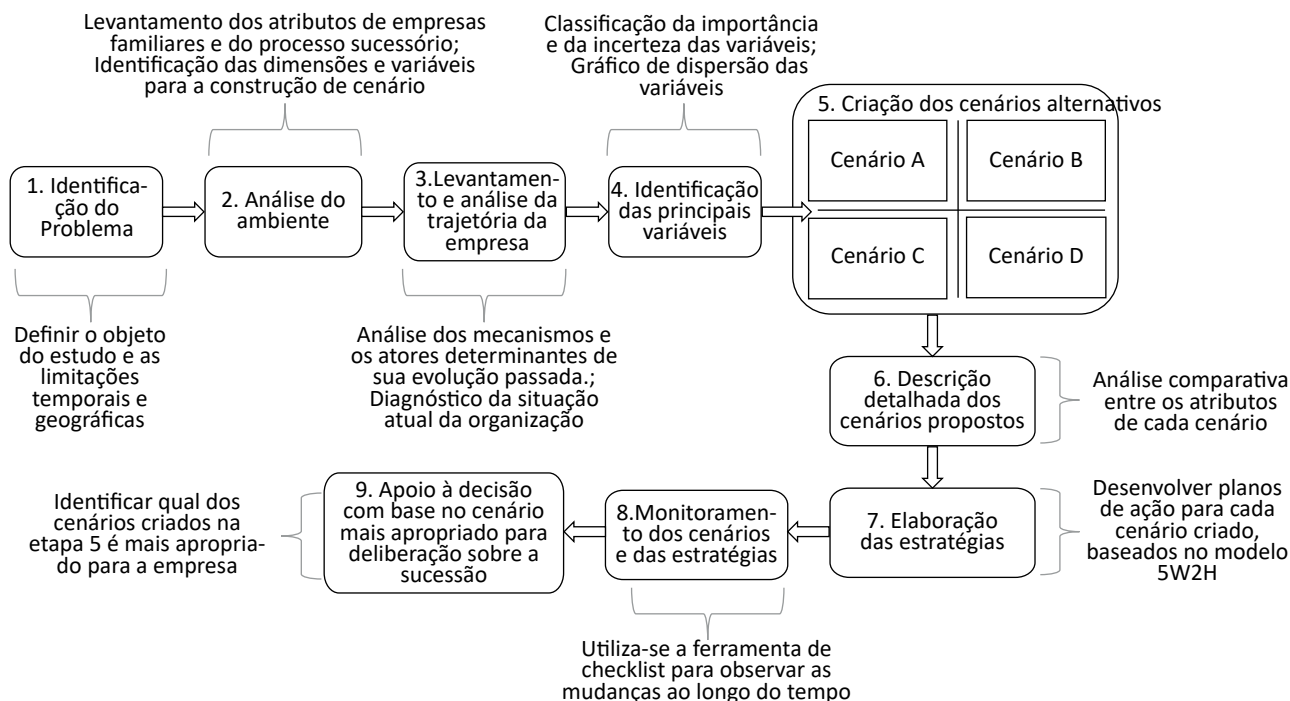 Levantamento dos atributos de empresas
familiares e do processo sucessório;
Identificação das dimensões e variáveis
para a construção de cenário
Classificação da importância
e da incerteza das variáveis;
Gráfico de dispersão das
variáveis
1. Identifica-
ção do
Problema
2. Análise do
ambiente
3.Levantamen-
to e análise da
trajetória da
empresa
4. Identificação
das principais
variáveis
5. Criação dos cenários alternativos
Cenário A
Cenário B
Cenário C
Cenário D
Definir o objeto
do estudo e as
limitações
temporais e
geográficas
Análise dos mecanismos e
os atores determinantes de
sua evolução passada.;
Diagnóstico da situação
atual da organização
6. Descrição
detalhada dos
cenários propostos
Análise comparativa
entre os atributos
de cada cenário
7. Elaboração
das estratégias
Desenvolver planos
de ação para cada
cenário criado,
baseados no modelo
5W2H
8.Monitoramen-
to dos cenários
e das estratégias
Utiliza-se a ferramenta de
checklist para observar as
mudanças ao longo do tempo
9. Apoio à decisão
com base no cenário
mais apropriado para
deliberação sobre a
sucessão
Identificar qual dos
cenários criados na
etapa 5 é mais apropria-
do para a empresa